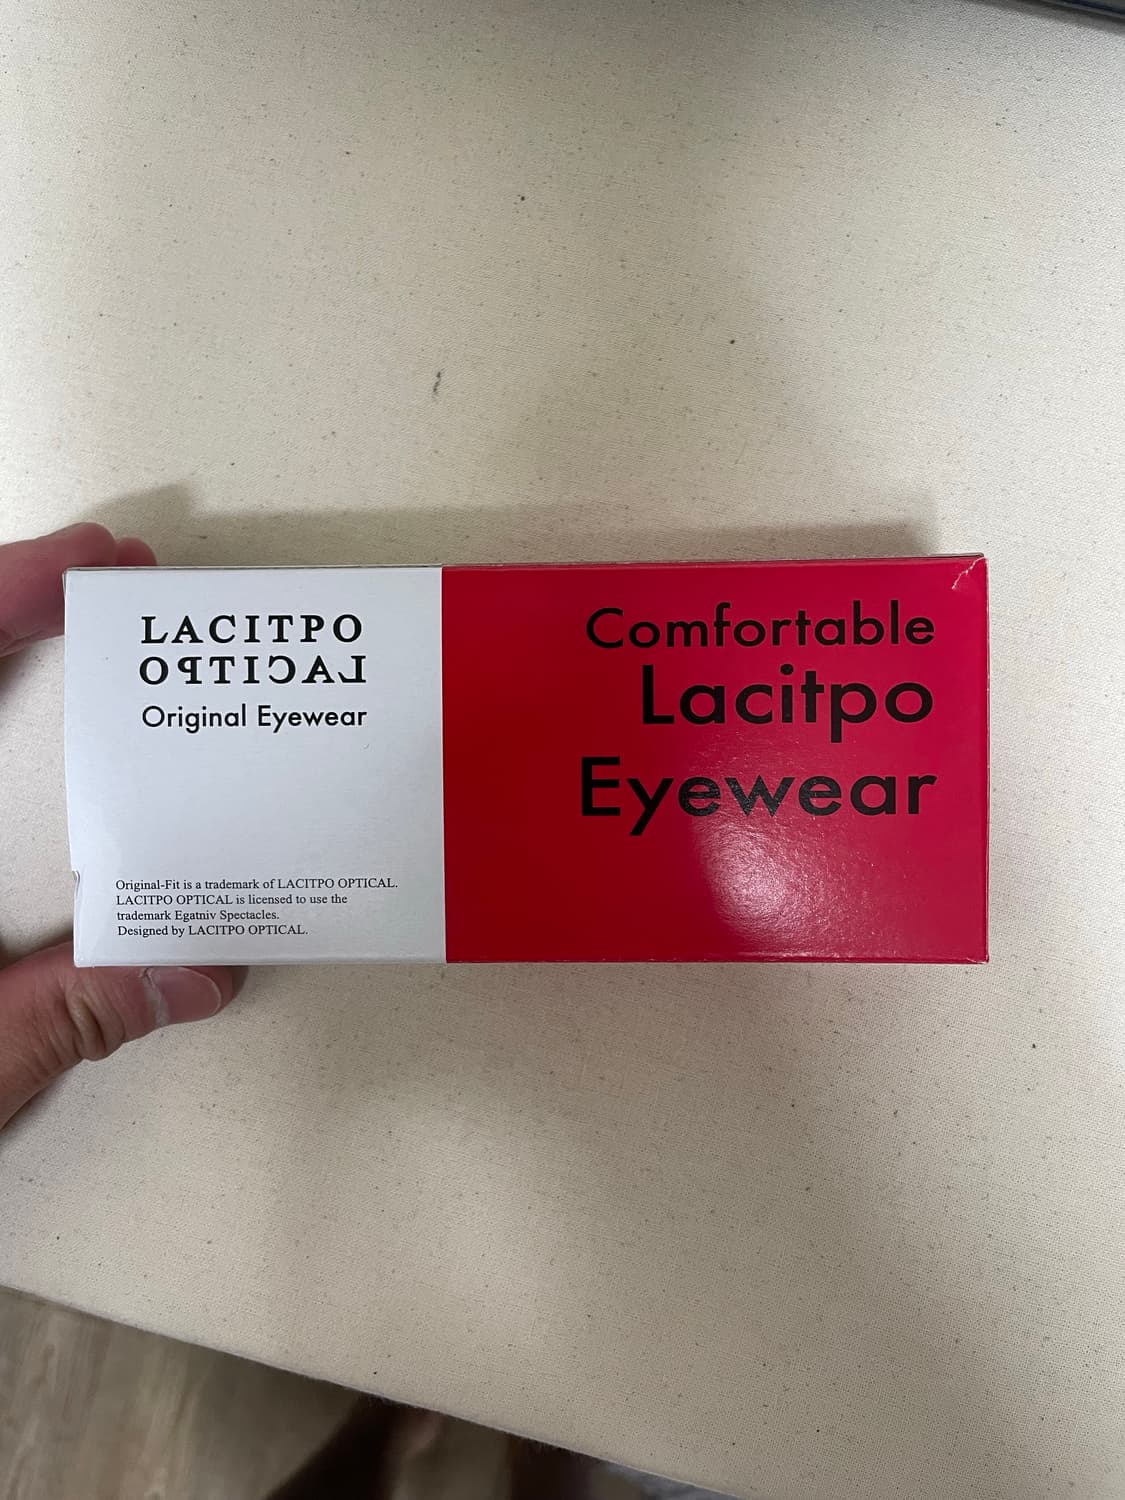 LACITPO
OPTICAL
Original Eyewear
Original-Fit is a trademark of LACITPO OPTICAL.
LACITPO OPTICAL is licensed to use the
trademark Egatniv Spectacles.
Designed by LACITPO OPTICAL.
Comfortable
Lacitpo
Eyewear